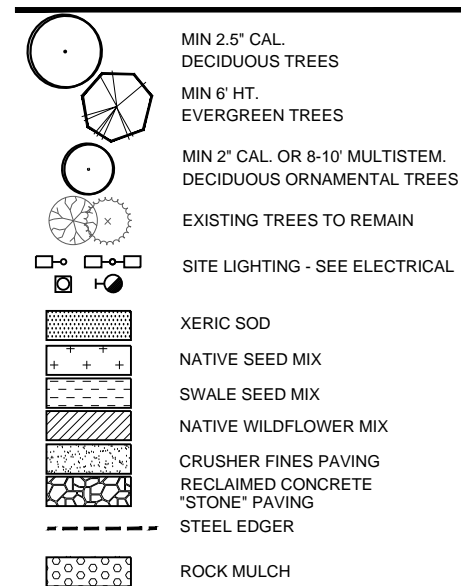 MIN 2.5" CAL.
DECIDUOUS TREES
MIN 6' HT.
EVERGREEN TREES
MIN 2" CAL. OR 8-10' MULTISTEM.
DECIDUOUS ORNAMENTAL TREES
EXISTING TREES TO REMAIN
SITE LIGHTING - SEE ELECTRICAL
XERIC SOD
NATIVE SEED MIX
SWALE SEED MIX
NATIVE WILDFLOWER MIX
CRUSHER FINES PAVING
RECLAIMED CONCRETE
"STONE" PAVING
STEEL EDGER
ROCK MULCH